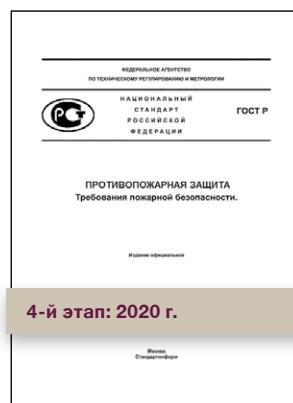 ФЕДЕРАЛЬНОЕ АГЕНТСТВО
ПО ТЕХНИЧЕСКОМУ РЕГУЛИРОВАНИЮ И МЕТРОЛОГИИ
НАЦИОНАЛЬНЫЙ
СТАНДАРТ
РОССИЙСКОЙ
ФЕДЕРАЦИИ
ГОСТ Р
ПРОТИВОПОЖАРНАЯ ЗАЩИТА
Требования пожарной безопасности.
Издание официальное
4-й этап: 2020 г.
Москва
Стандартинформ